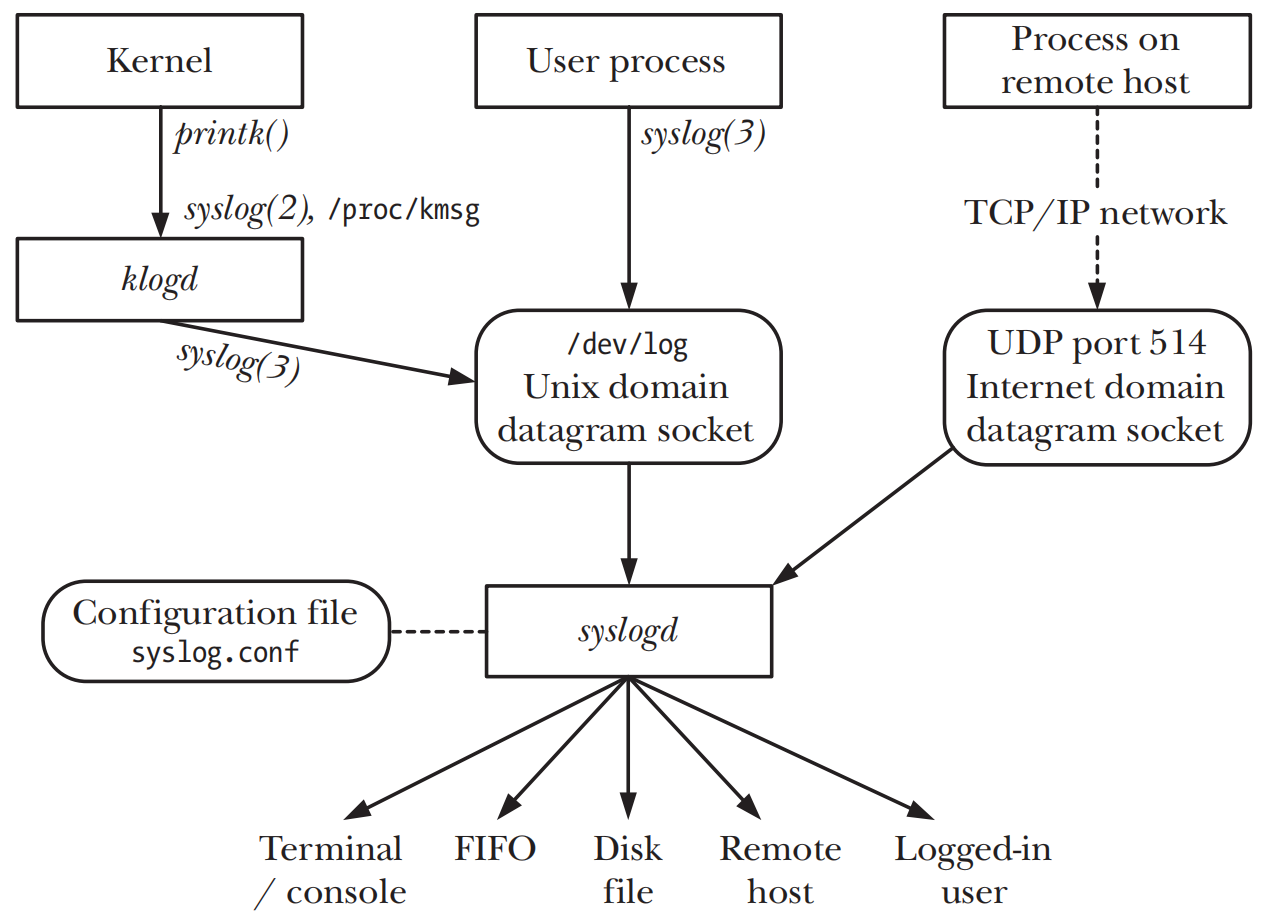 Kernel
User process
Process on
remote host
printk()
syslog(3)
syslog(2), /proc/kmsg
TCP/IP network
klogd
syslog(3)
/dev/log
Unix domain
datagram socket
UDP port 514
Internet domain
datagram socket
Configuration file
syslog.conf
syslogd
Terminal
/ console
FIFO
Disk
file
Remote
host
Logged-in
user